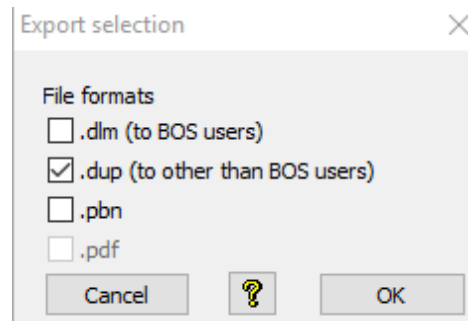 Export selection
File formats
.dlm (to BOS users)
.dup (to other than BOS users)
.pbn
.pdf
Cancel ? OK